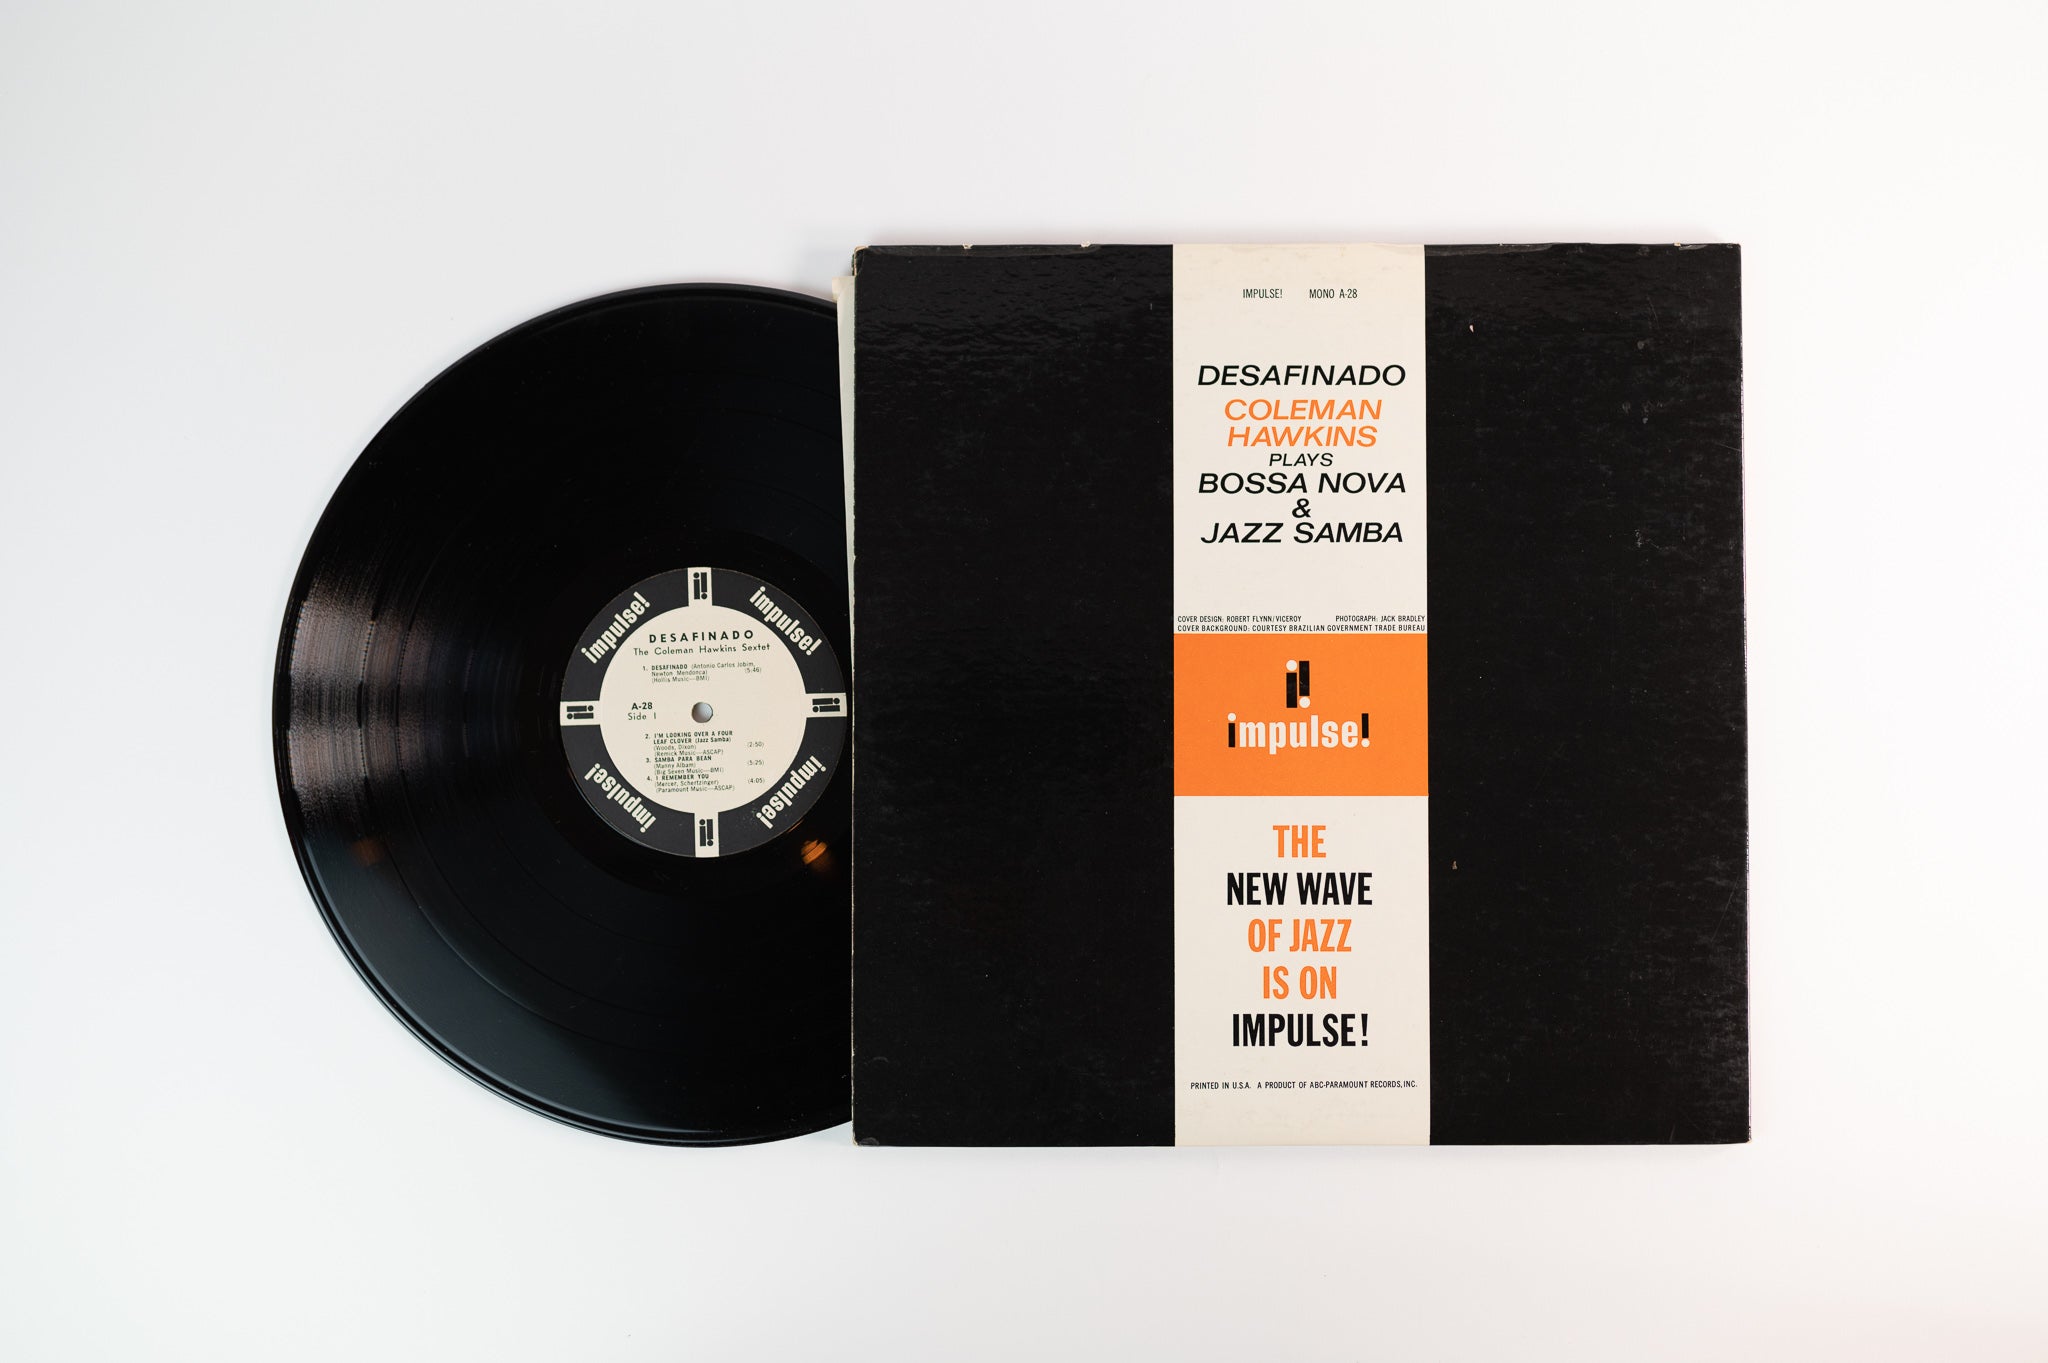 impulse!
impulse!
impulse!
impulse!
DESAFINADO
The Coleman Hawkins Sextet
1. DESAFINADO (Antonio Carlos Jobim,
Newton Mendonca) (5:46)
(Hollis Music—BMI)
A-28
Side 1
2. I'M LOOKING OVER A FOUR
LEAF CLOVER (Jazz Samba)
(Woods, Dixon) (2:50)
(Remick Music—ASCAP)
3. SAMBA PARA BEAN
(Manny Albam) (5:25)
(Big Seven Music—BMI)
4. I REMEMBER YOU
(Mercer, Schertzinger) (4:05)
(Paramount Music—ASCAP)
IMPULSE! MONO A-28
DESAFINADO
COLEMAN
HAWKINS
PLAYS
BOSSA NOVA
&
JAZZ SAMBA
COVER DESIGN: ROBERT FLYNN/VICEROY PHOTOGRAPH: JACK BRADLEY
COVER BACKGROUND: COURTESY BRAZILIAN GOVERNMENT TRADE BUREAU
impulse!
THE
NEW WAVE
OF JAZZ
IS ON
IMPULSE!
PRINTED IN U.S.A. A PRODUCT OF ABC-PARAMOUNT RECORDS, INC.